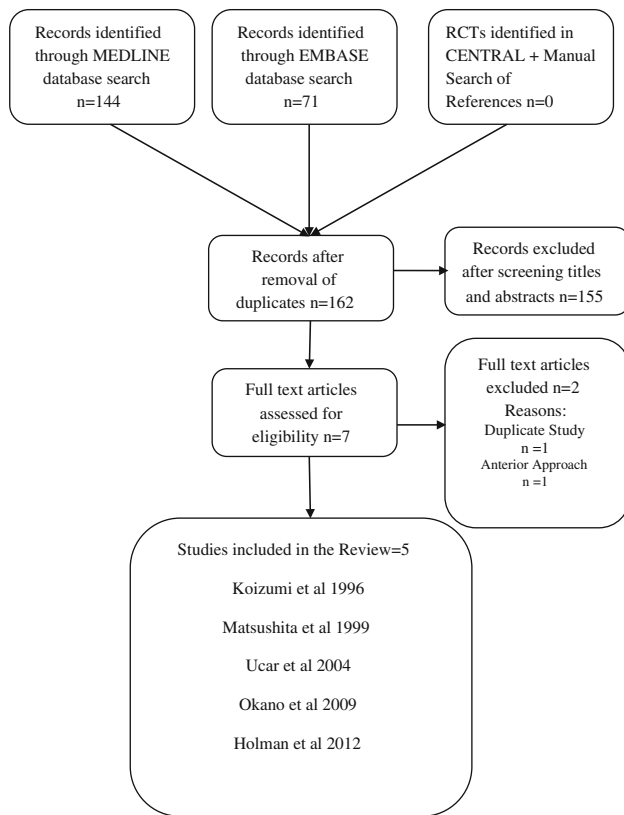 Records identified
through MEDLINE
database search
n=144
Records identified
through EMBASE
database search
n=71
RCTs identified in
CENTRAL + Manual
Search of
References n=0
Records after
removal of
duplicates n=162
Records excluded
after screening titles
and abstracts n=155
Full text articles
assessed for
eligibility n=7
Full text articles
excluded n=2
Reasons:
Duplicate Study
n =1
Anterior Approach
n =1
Studies included in the Review=5
Koizumi et al 1996
Matsushita et al 1999
Ucar et al 2004
Okano et al 2009
Holman et al 2012